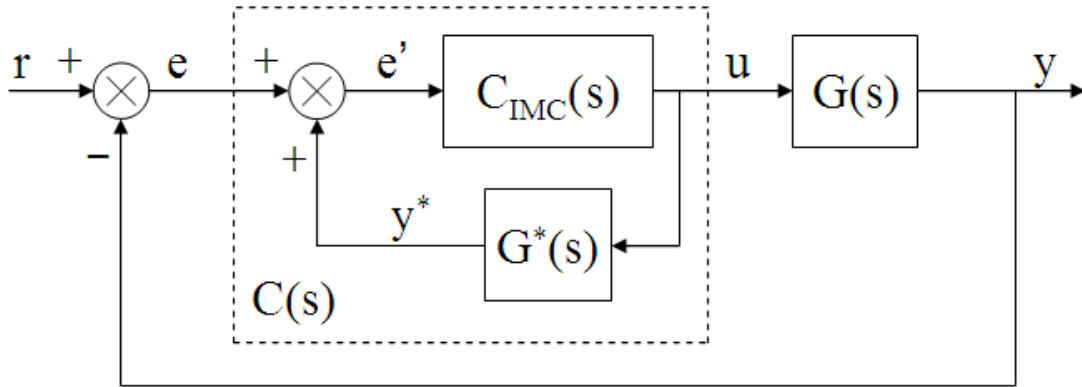 r + e + e’ C_IMC(s) u G(s) y
− + y* G*(s)
C(s)